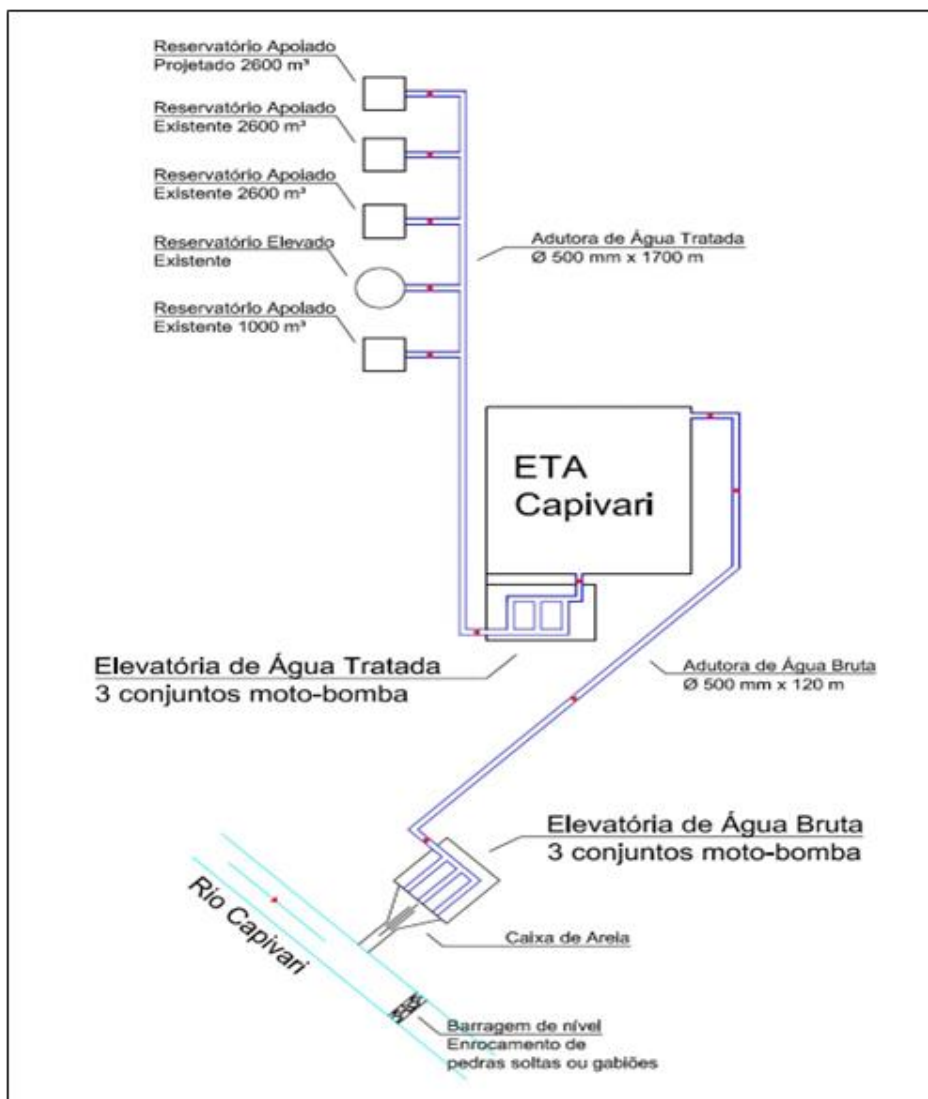 Reservatório Apoiado
Projetado 2600 m³
Reservatório Apoiado
Existente 2600 m³
Reservatório Apoiado
Existente 2600 m³
Reservatório Elevado
Existente
Reservatório Apoiado
Existente 1000 m³
Adutora de Água Tratada
Ø 500 mm x 1700 m
ETA
Capivari
Elevatória de Água Tratada
3 conjuntos moto-bomba
Adutora de Água Bruta
Ø 500 mm x 120 m
Elevatória de Água Bruta
3 conjuntos moto-bomba
Rio Capivari
Caixa de Areia
Barragem de nível
Enrocamento de
pedras soltas ou gabiões